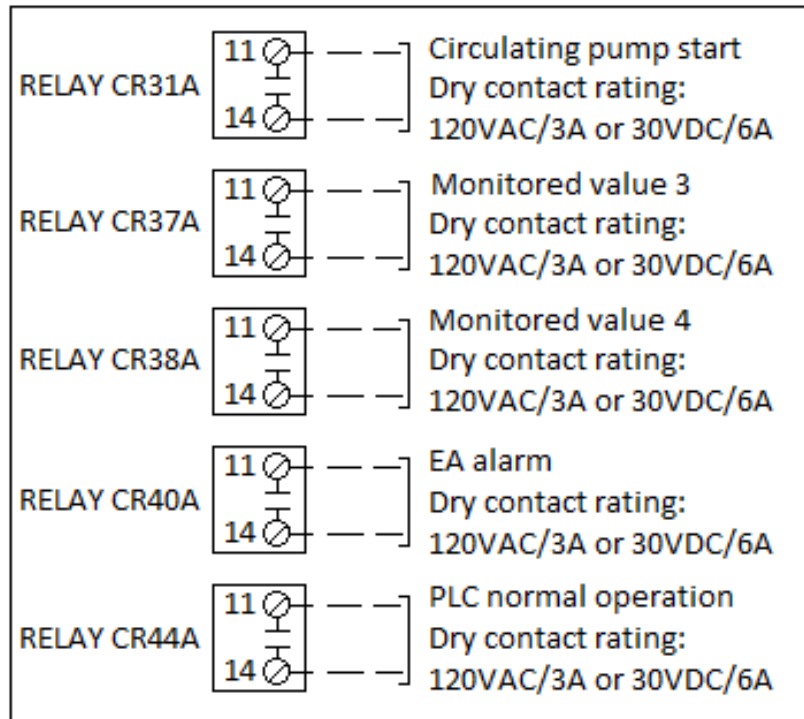 11 Circulating pump start
RELAY CR31A Dry contact rating:
14 120VAC/3A or 30VDC/6A
11 Monitored value 3
RELAY CR37A Dry contact rating:
14 120VAC/3A or 30VDC/6A
11 Monitored value 4
RELAY CR38A Dry contact rating:
14 120VAC/3A or 30VDC/6A
11 EA alarm
RELAY CR40A Dry contact rating:
14 120VAC/3A or 30VDC/6A
11 PLC normal operation
RELAY CR44A Dry contact rating:
14 120VAC/3A or 30VDC/6A